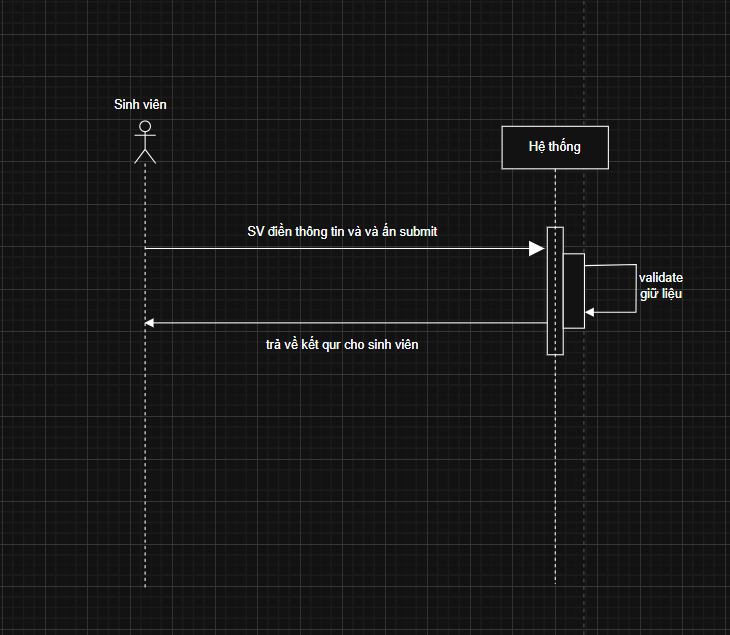 Sinh viên
Hệ thống
SV điền thông tin và và ấn submit
validate
giữ liệu
trả về kết qur cho sinh viên